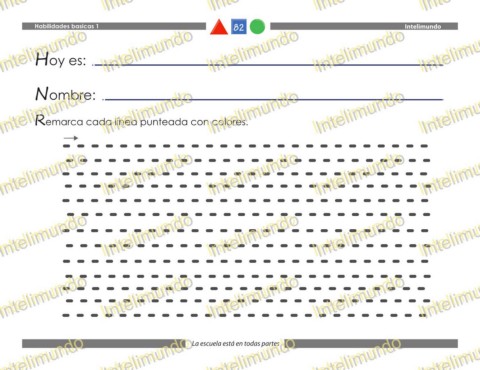 Habilidades basicas 1 B2 Intelimundo
Hoy es:
Nombre:
Remarca cada línea punteada con colores.
La escuela está en todas partes
Intelimundo